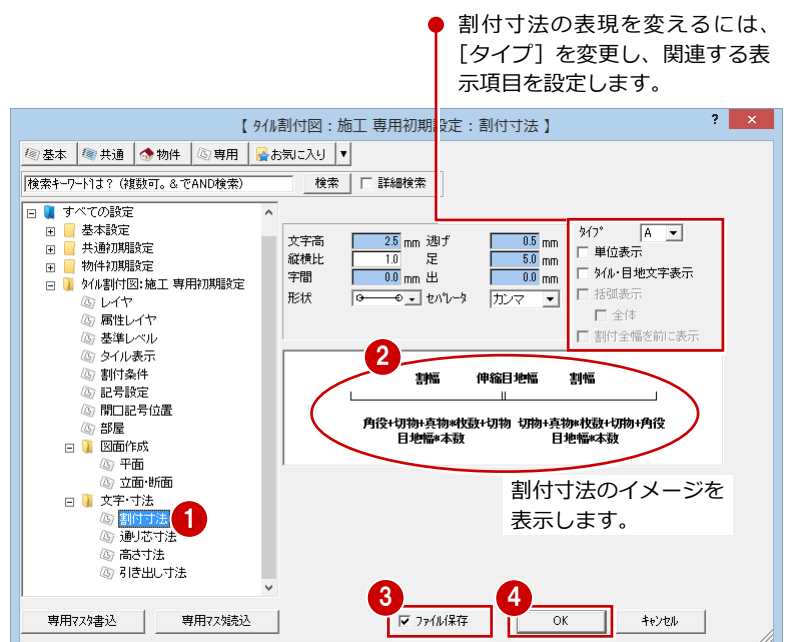 割付寸法の表現を変えるには、
［タイプ］を変更し、関連する表
示項目を設定します。
【 ﾀｲﾙ割付図：施工 専用初期設定：割付寸法 】
? ×
基本 共通 物件 専用 お気に入り ▼
検索ｷｰﾜｰﾄﾞは？（複数可。& でAND検索） 検索 詳細検索
すべての設定
基本設定
共通初期設定
物件初期設定
ﾀｲﾙ割付図:施工 専用初期設定
レイヤ
属性レイヤ
基準レベル
タイル表示
割付条件
記号設定
開口記号位置
部屋
図面作成
平面
立面・断面
文字・寸法
割付寸法
通り芯寸法
高さ寸法
引き出し寸法
文字高 2.5 mm 逃げ 0.5 mm
縦横比 1.0 足 5.0 mm
字間 0.0 mm 出 0.0 mm
形状 ｾﾊﾟﾚｰﾀ カンマ
ﾀｲﾌﾟ A
単位表示
ﾀｲﾙ・目地文字表示
括弧表示
全体
割付全幅を前に表示
2
割幅 伸縮目地幅 割幅
角役+切物+真物*枚数+切物 切物+真物*枚数+切物+角役
目地幅*本数 目地幅*本数
割付寸法のイメージを
表示します。
1
3 4
専用ﾏｽﾀ書込 専用ﾏｽﾀ読込 ﾌｧｲﾙ保存 OK ｷｬﾝｾﾙ